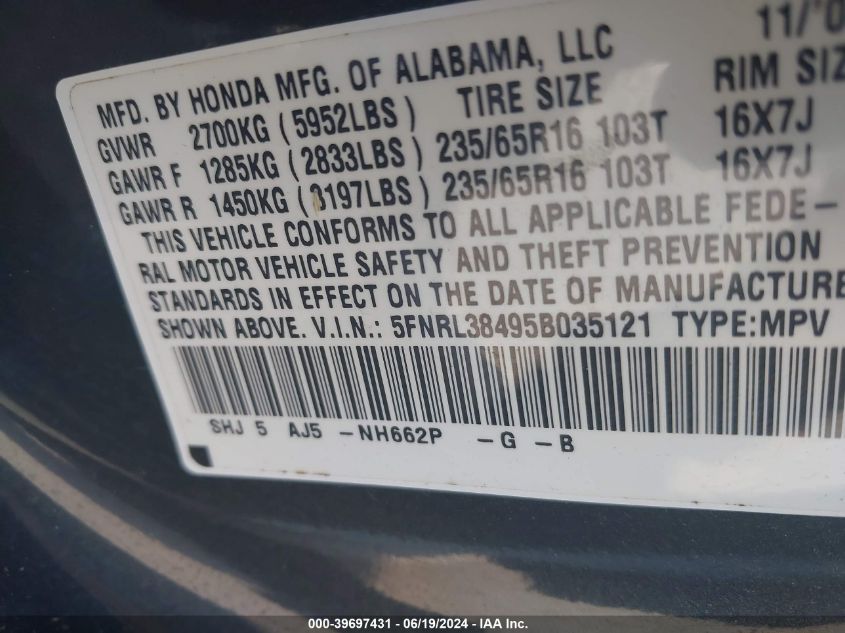 11/'0
MFD. BY HONDA MFG. OF ALABAMA, LLC
GVWR 2700KG (5952LBS) TIRE SIZE RIM SIZ
GAWR F 1285KG (2833LBS) 235/65R16 103T 16X7J
GAWR R 1450KG (3197LBS) 235/65R16 103T 16X7J
THIS VEHICLE CONFORMS TO ALL APPLICABLE FEDE-
RAL MOTOR VEHICLE SAFETY AND THEFT PREVENTION
STANDARDS IN EFFECT ON THE DATE OF MANUFACTURE
SHOWN ABOVE. V.I.N.: 5FNRL38495B035121 TYPE:MPV
SHJ 5 AJ5 -NH662P -G -B
000-39697431 - 06/19/2024 - IAA Inc.